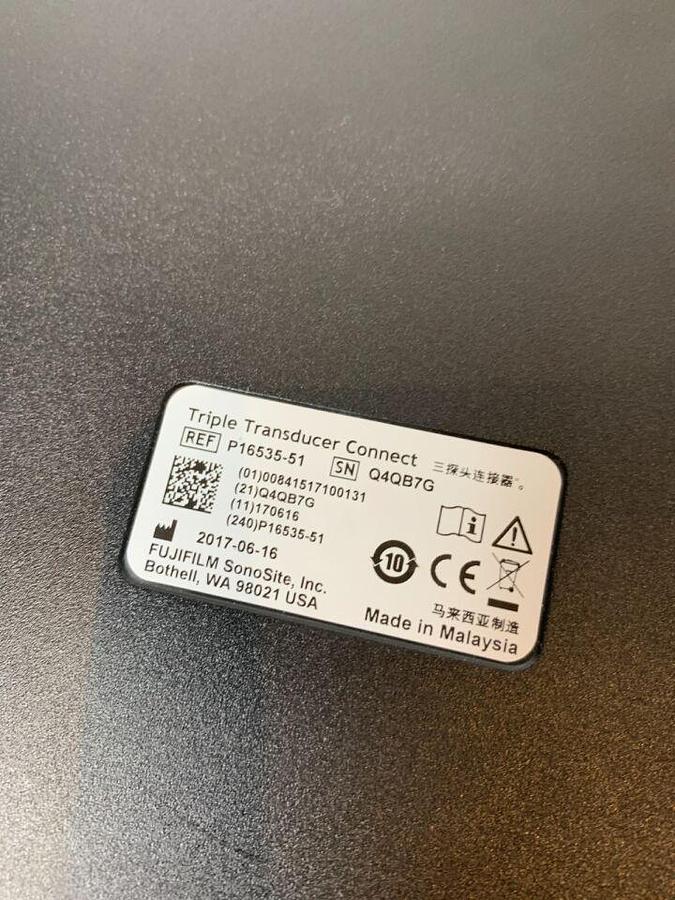 Triple Transducer Connect 三探头连接器。
REF P16535-51 SN Q4QB7G
(01)00841517100131
(21)Q4QB7G
(11)170616
(240)P16535-51
2017-06-16
FUJIFILM SonoSite, Inc.
Bothell, WA 98021 USA
10
CE
马来西亚制造
Made in Malaysia